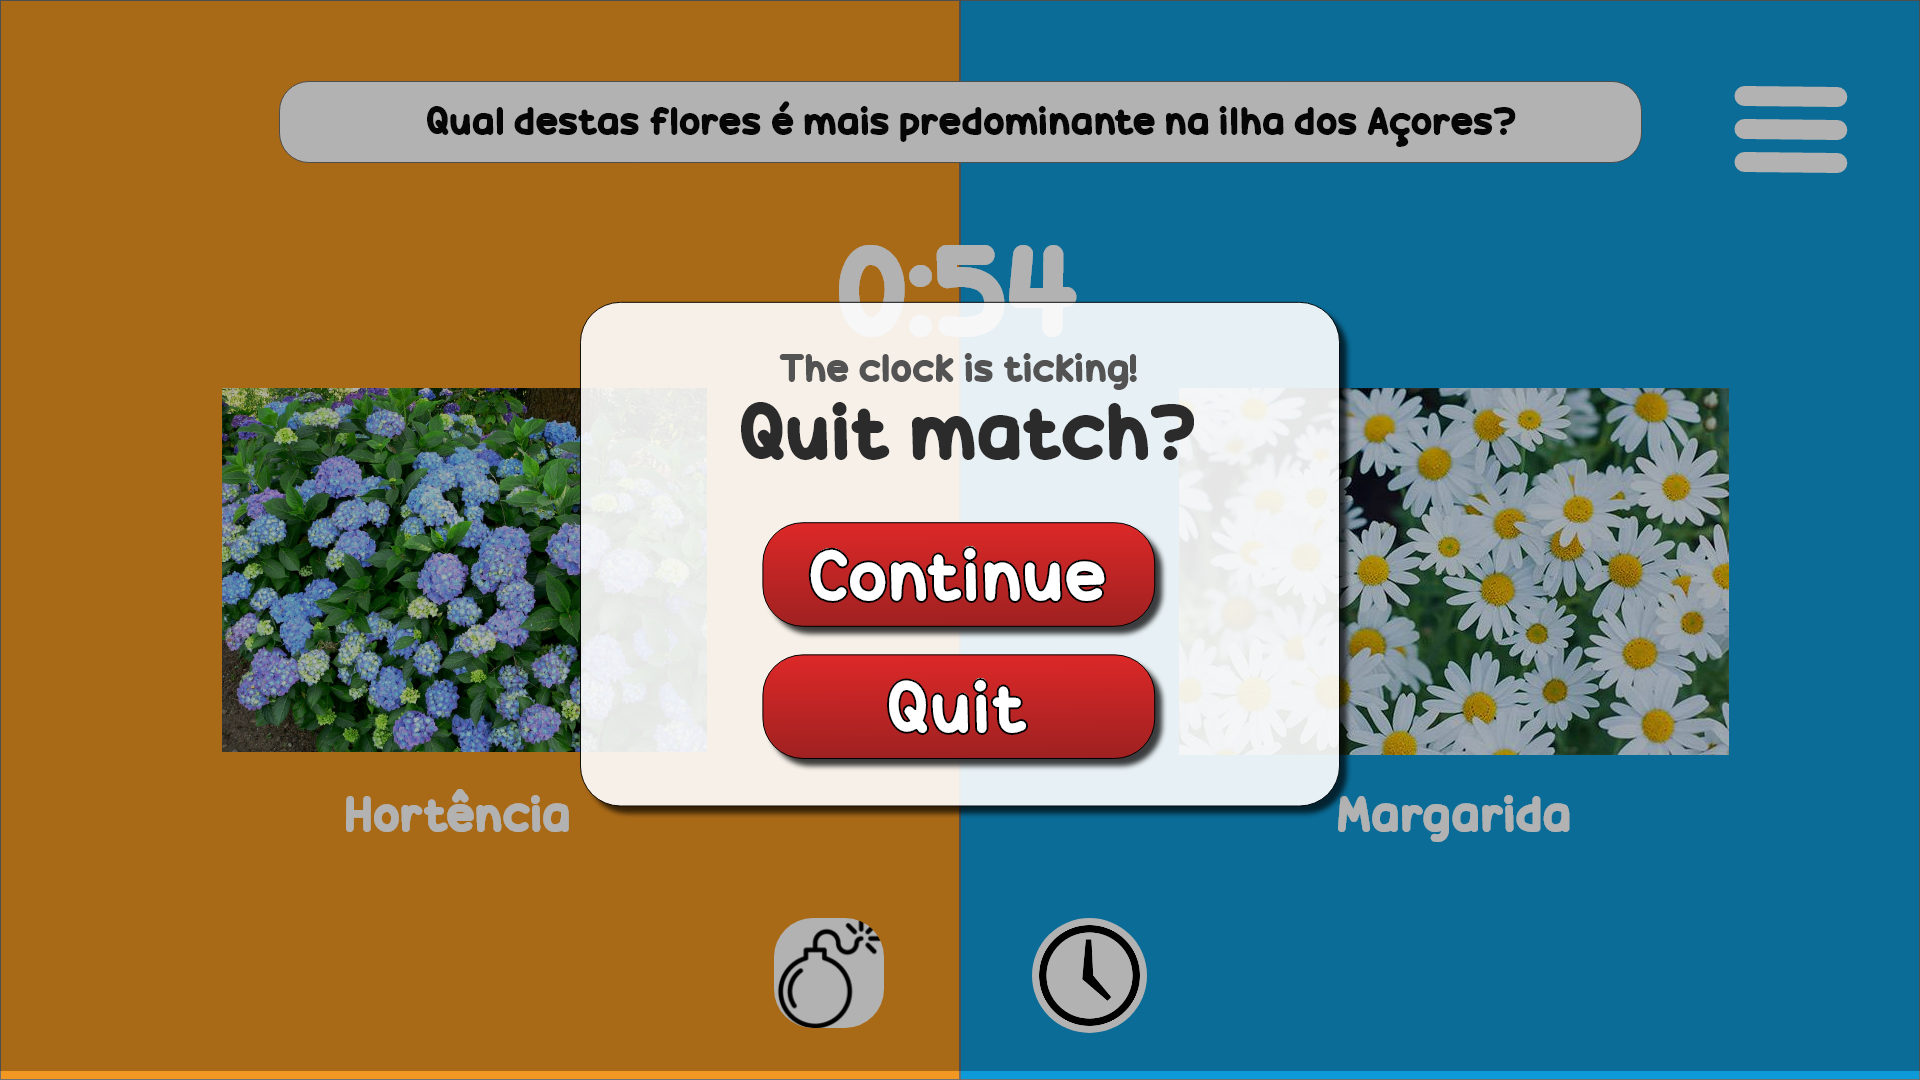 Qual destas flores é mais predominante na ilha dos Açores?
0:54
The clock is ticking!
Quit match?
Continue
Quit
Hortência
Margarida